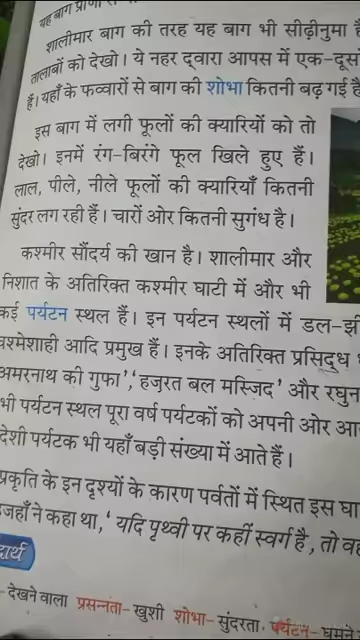 यह बाग
शालीमार बाग की तरह यह बाग भी सीढ़ीनुमा
तालाबों को देखो। ये नहर द्वारा आपस में एक-दूस
हैं। यहाँ के फव्वारों से बाग की शोभा कितनी बढ़ गई
इस बाग में लगी फूलों की क्यारियों को तो
देखो। इनमें रंग-बिरंगे फूल खिले हुए हैं।
लाल, पीले, नीले फूलों की क्यारियाँ कितनी
सुंदर लग रही हैं। चारों ओर कितनी सुगंध है।
कश्मीर सौंदर्य की खान है। शालीमार और
निशात के अतिरिक्त कश्मीर घाटी में और भी
कई पर्यटन स्थल हैं। इन पर्यटन स्थलों में डल-झी
श्मेशाही आदि प्रमुख हैं। इनके अतिरिक्त प्रसिद्ध
अमरनाथ की गुफा','हज़रत बल मस्ज़िद' और रघुन
भी पर्यटन स्थल पूरा वर्ष पर्यटकों को अपनी ओर आ
देशी पर्यटक भी यहाँ बड़ी संख्या में आते हैं।
प्रकृति के इन दृश्यों के कारण पर्वतों में स्थित इस घा
जहाँ ने कहा था, 'यदि पृथ्वी पर कहीं स्वर्ग है, तो वह
दार्थ
- देखने वाला प्रसन्नता- खुशी शोभा- सुंदरता, पर्यटन- घूमने